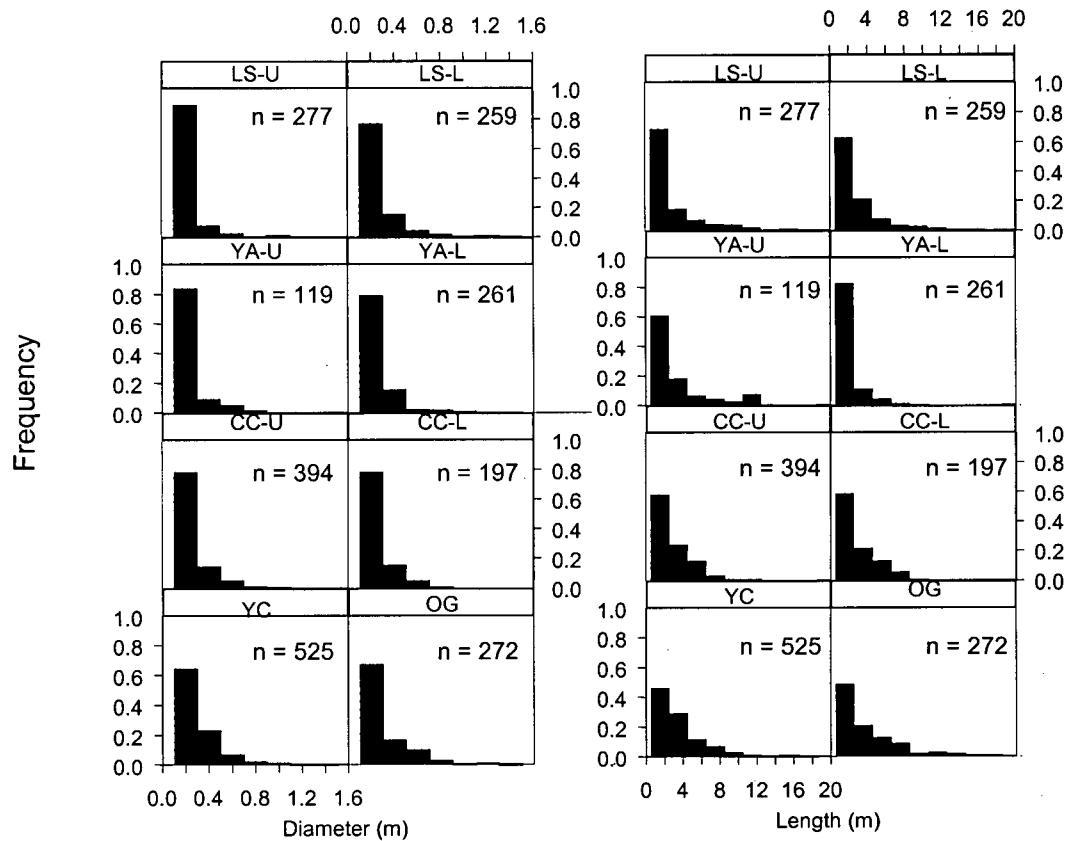 0.0 0.4 0.8 1.2 1.6
LS-U LS-L
n = 277 n = 259
1.0
0.8
0.6
0.4
0.2
0.0
YA-U YA-L
n = 119 n = 261
1.0
0.8
0.6
0.4
0.2
0.0
CC-U CC-L
n = 394 n = 197
1.0
0.8
0.6
0.4
0.2
0.0
YC OG
n = 525 n = 272
1.0
0.8
0.6
0.4
0.2
0.0
0.0 0.4 0.8 1.2 1.6
Diameter (m)
Frequency
0 4 8 12 16 20
LS-U LS-L
n = 277 n = 259
1.0
0.8
0.6
0.4
0.2
0.0
YA-U YA-L
n = 119 n = 261
1.0
0.8
0.6
0.4
0.2
0.0
CC-U CC-L
n = 394 n = 197
1.0
0.8
0.6
0.4
0.2
0.0
YC OG
n = 525 n = 272
1.0
0.8
0.6
0.4
0.2
0.0
0 4 8 12 16 20
Length (m)